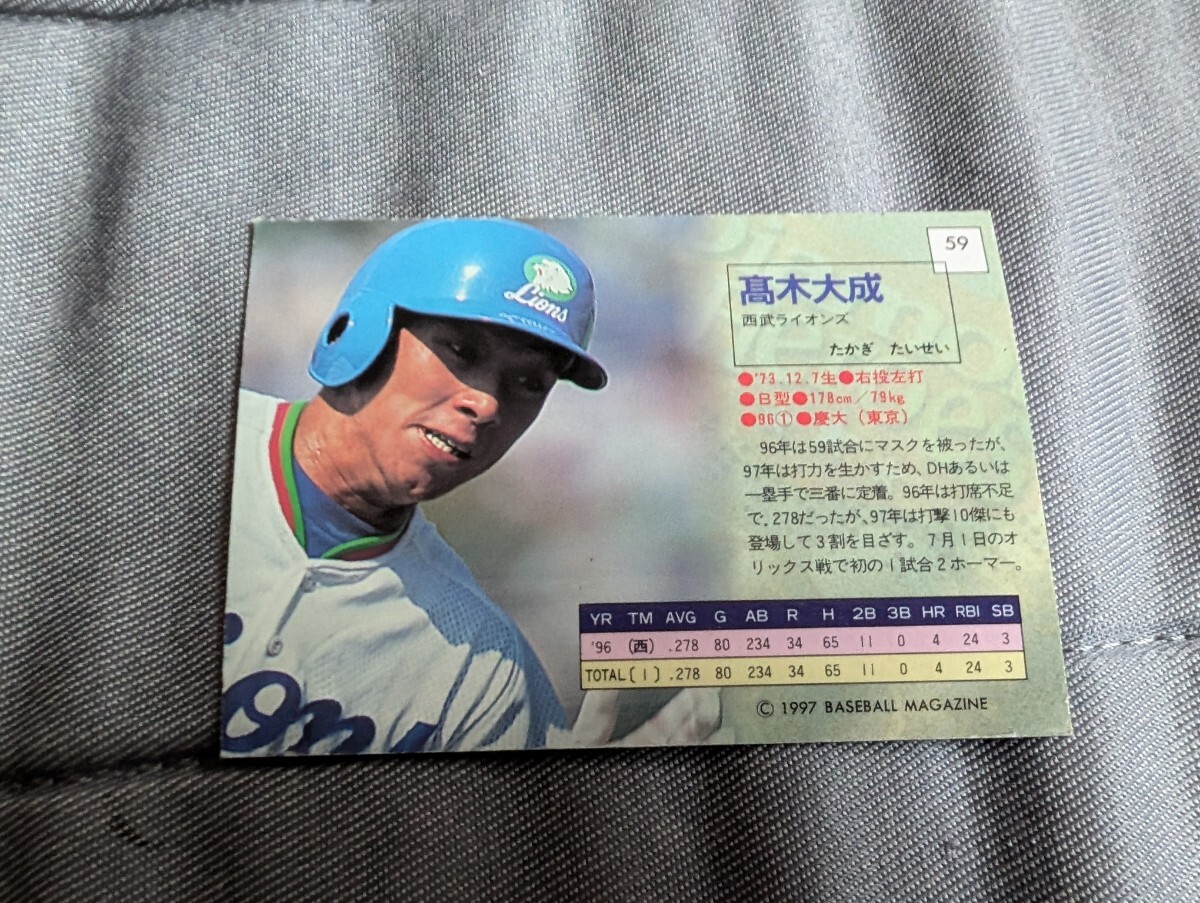 59
髙木大成
西武ライオンズ
たかぎ たいせい
●'73.12.7生●右投左打
●B型●178cm/79kg
●96①●慶大(東京)
96年は59試合にマスクを被ったが、
97年は打力を生かすため、DHあるいは
一塁手で三番に定着。96年は打席不足
で.278だったが、97年は打撃10傑にも
登場して3割を目ざす。7月1日のオ
リックス戦で初の1試合2ホーマー。
YR TM AVG G AB R H 2B 3B HR RBI SB
'96 (西) .278 80 234 34 65 11 0 4 24 3
TOTAL(1) .278 80 234 34 65 11 0 4 24 3
© 1997 BASEBALL MAGAZINE
Lions